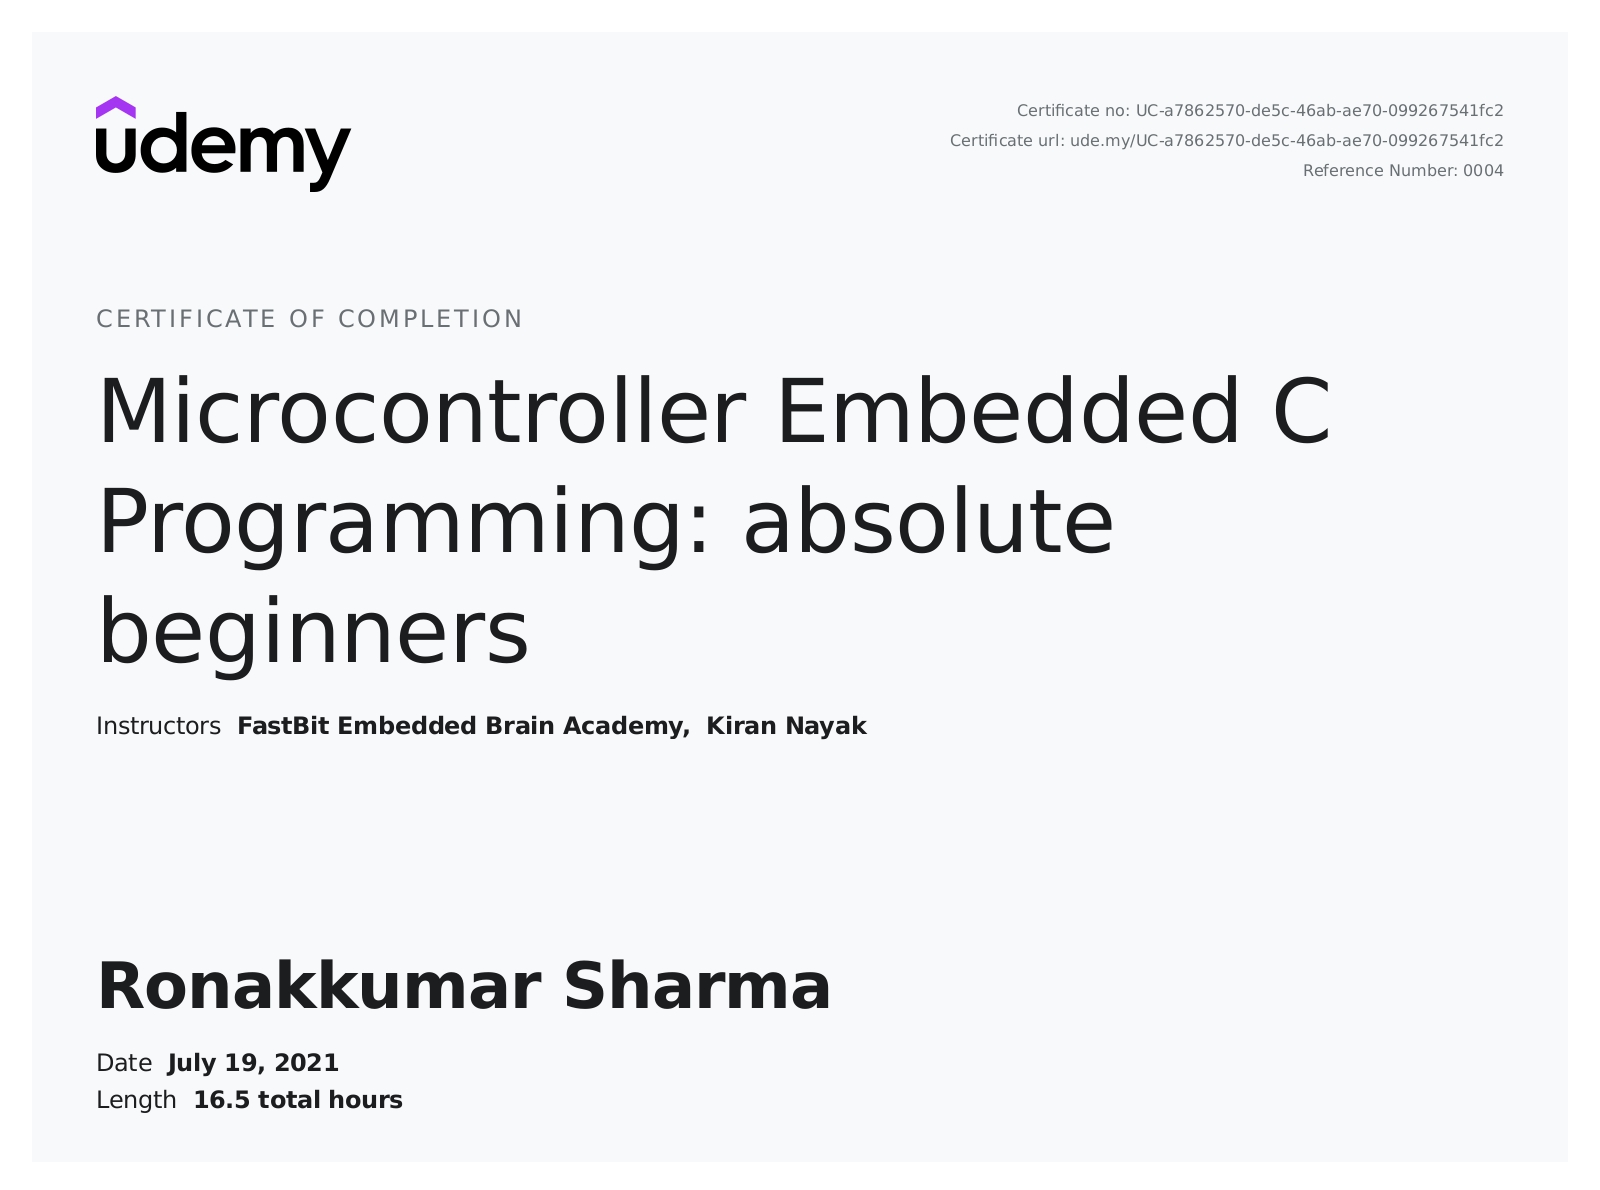 udemy
Certificate no: UC-a7862570-de5c-46ab-ae70-099267541fc2
Certificate url: ude.my/UC-a7862570-de5c-46ab-ae70-099267541fc2
Reference Number: 0004
CERTIFICATE OF COMPLETION
Microcontroller Embedded C
Programming: absolute
beginners
Instructors FastBit Embedded Brain Academy, Kiran Nayak
Ronakkumar Sharma
Date July 19, 2021
Length 16.5 total hours